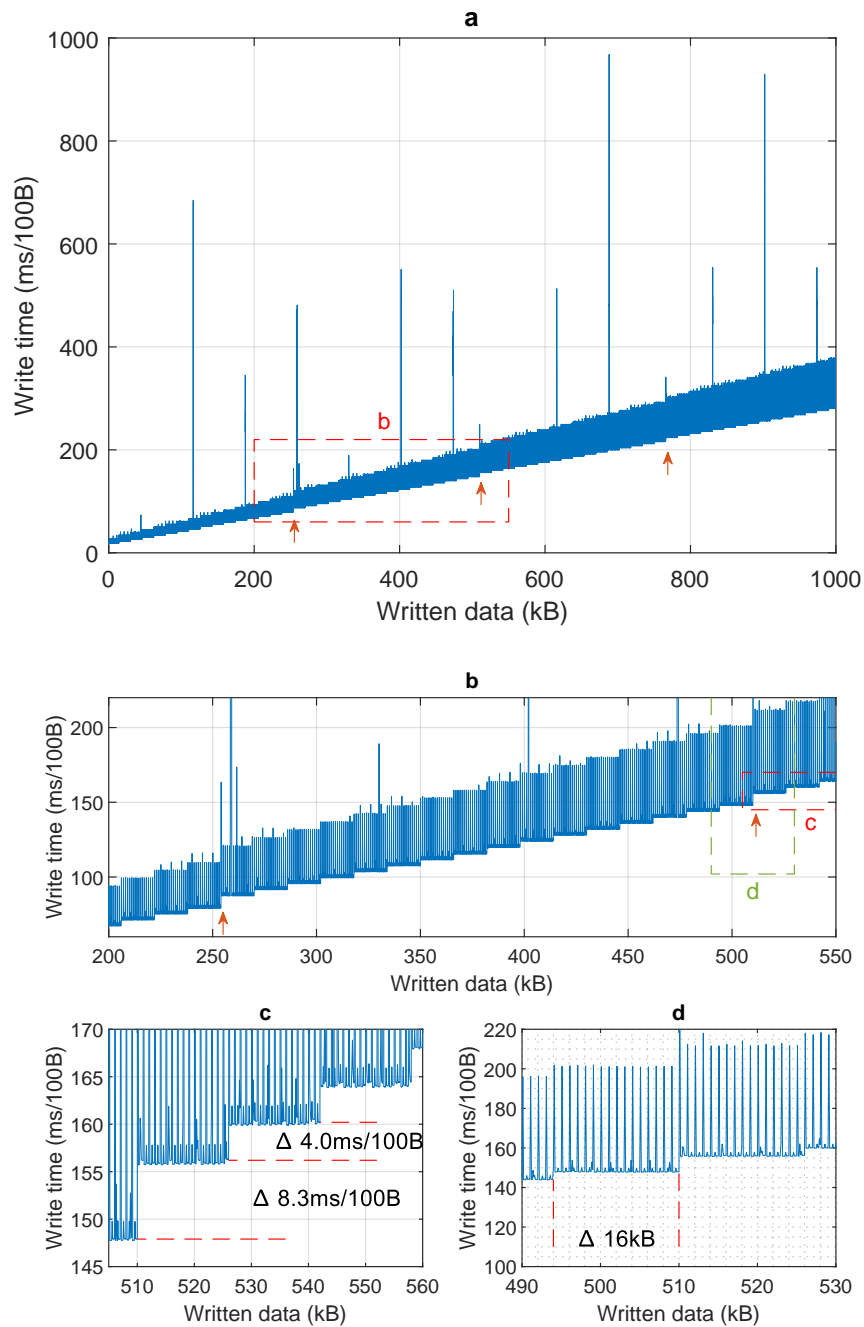 a
1000
800
600
400
200
0
Write time (ms/100B)
b
0 200 400 600 800 1000
Written data (kB)
b
200
150
100
Write time (ms/100B)
c
d
200 250 300 350 400 450 500 550
Written data (kB)
c
170
165
160
155
150
145
Write time (ms/100B)
Δ 4.0ms/100B
Δ 8.3ms/100B
510 520 530 540 550 560
Written data (kB)
d
220
200
180
160
140
120
100
Write time (ms/100B)
Δ 16kB
490 500 510 520 530
Written data (kB)